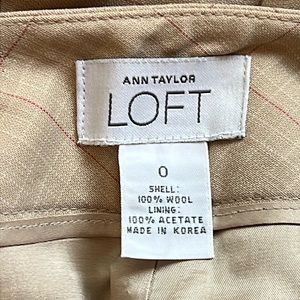 ANN TAYLOR
LOFT
0
SHELL:
100% WOOL
LINING:
100% ACETATE
MADE IN KOREA